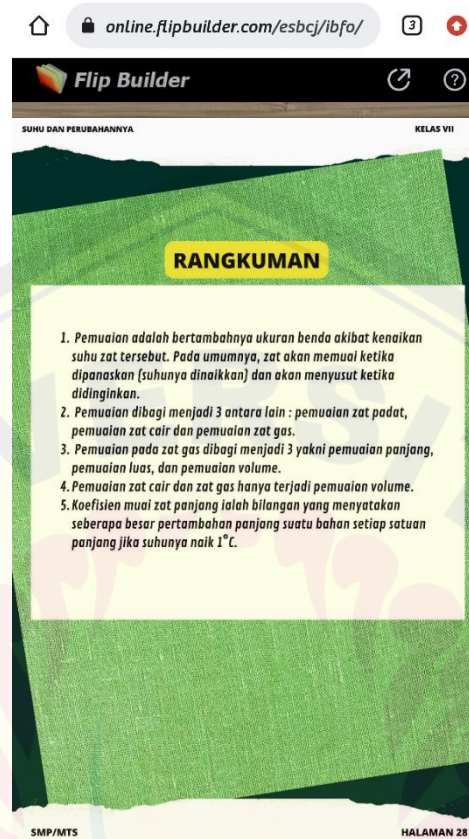 online.flipbuilder.com/esbcj/ibfo/
3
Flip Builder
?
SUHU DAN PERUBAHANNYA
KELAS VII
RANGKUMAN
1. Pemuaian adalah bertambahnya ukuran benda akibat kenaikan
suhu zat tersebut. Pada umumnya, zat akan memuai ketika
dipanaskan (suhunya dinaikkan) dan akan menyusut ketika
didinginkan.
2. Pemuaian dibagi menjadi 3 antara lain : pemuaian zat padat,
pemuaian zat cair dan pemuaian zat gas.
3. Pemuaian pada zat gas dibagi menjadi 3 yakni pemuaian panjang,
pemuaian luas, dan pemuaian volume.
4. Pemuaian zat cair dan zat gas hanya terjadi pemuaian volume.
5. Koefisien muai zat panjang ialah bilangan yang menyatakan
seberapa besar pertambahan panjang suatu bahan setiap satuan
panjang jika suhunya naik 1°C.
SMP/MTS
HALAMAN 28